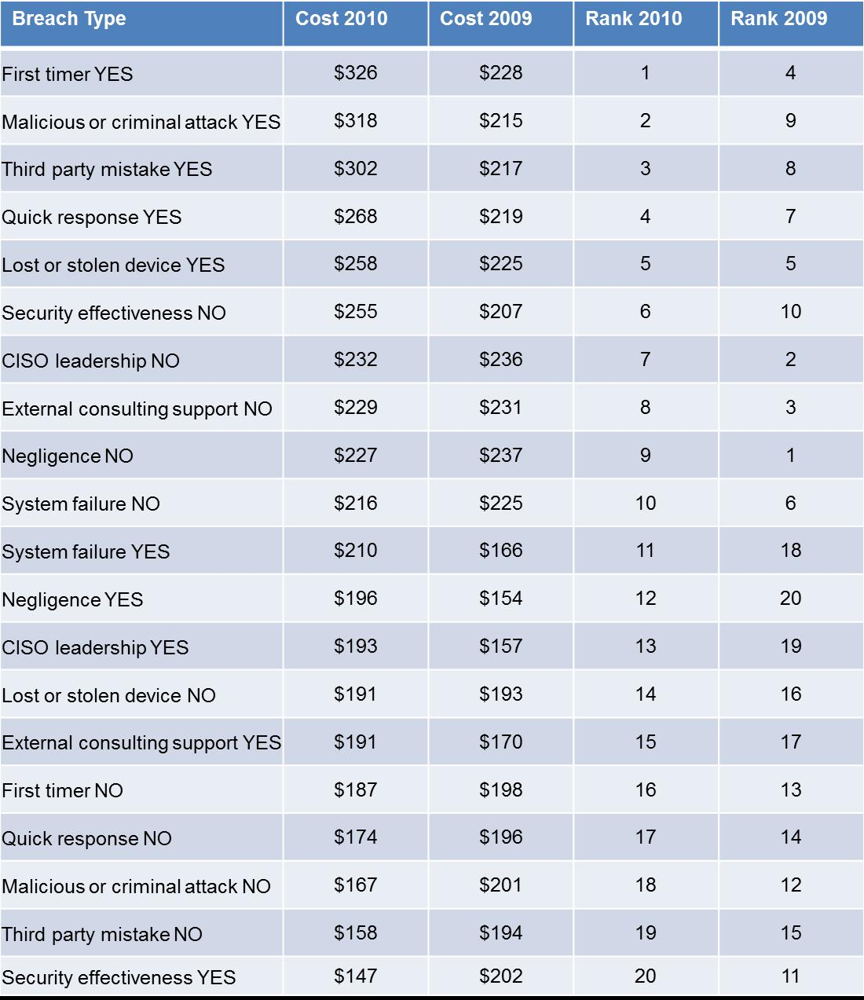 Breach Type Cost 2010 Cost 2009 Rank 2010 Rank 2009
First timer YES $326 $228 1 4
Malicious or criminal attack YES $318 $215 2 9
Third party mistake YES $302 $217 3 8
Quick response YES $268 $219 4 7
Lost or stolen device YES $258 $225 5 5
Security effectiveness NO $255 $207 6 10
CISO leadership NO $232 $236 7 2
External consulting support NO $229 $231 8 3
Negligence NO $227 $237 9 1
System failure NO $216 $225 10 6
System failure YES $210 $166 11 18
Negligence YES $196 $154 12 20
CISO leadership YES $193 $157 13 19
Lost or stolen device NO $191 $193 14 16
External consulting support YES $191 $170 15 17
First timer NO $187 $198 16 13
Quick response NO $174 $196 17 14
Malicious or criminal attack NO $167 $201 18 12
Third party mistake NO $158 $194 19 15
Security effectiveness YES $147 $202 20 11